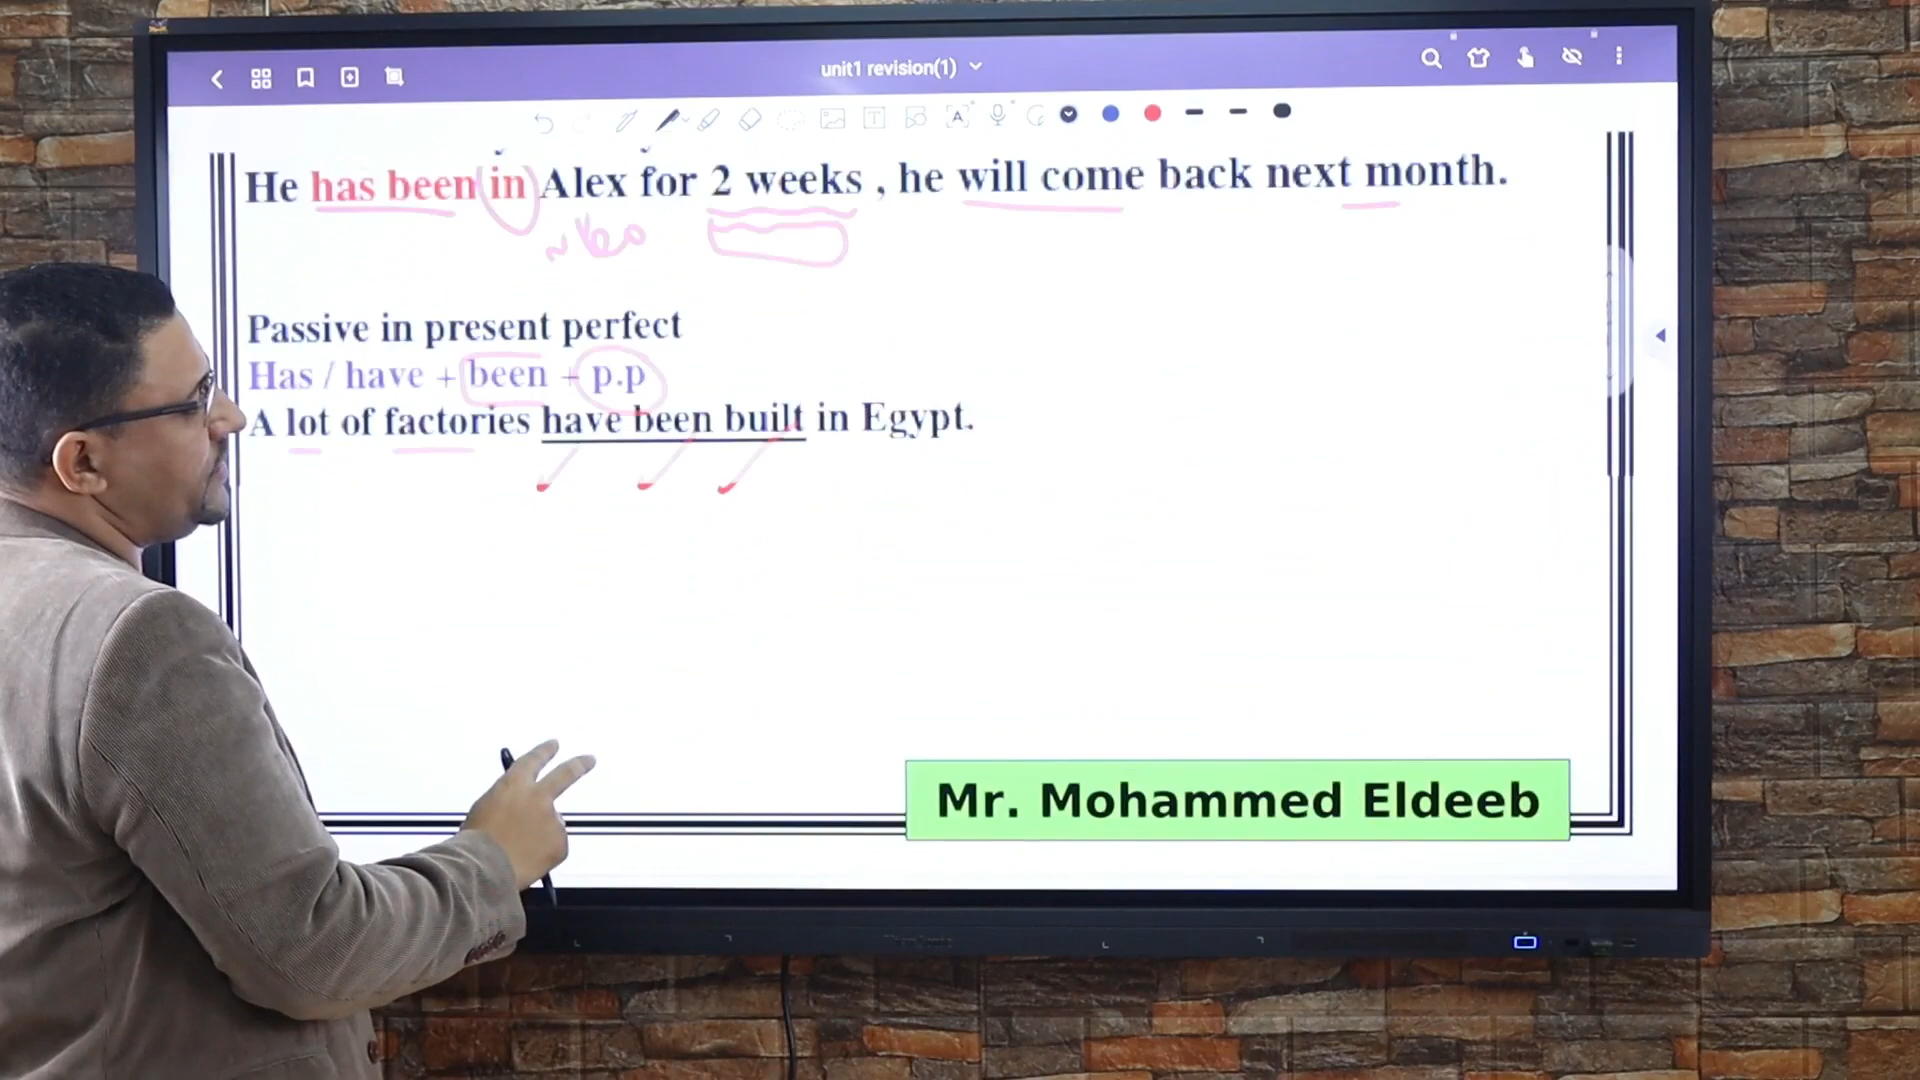 unit1 revision(1)
He has been in Alex for 2 weeks , he will come back next month.
Passive in present perfect
Has / have + been + p.p
A lot of factories have been built in Egypt.
Mr. Mohammed Eldeeb